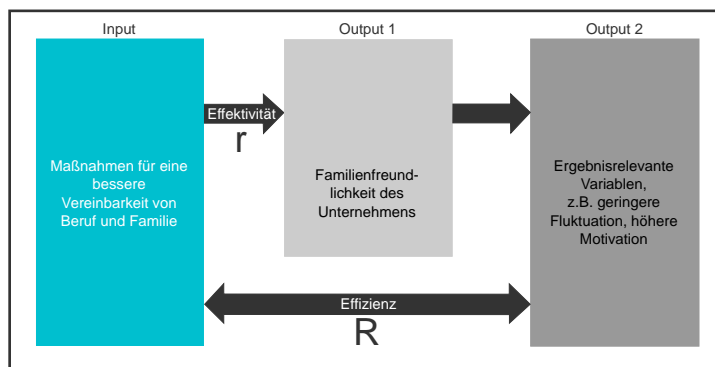 Input
Output 1
Output 2
Effektivität
r
Maßnahmen für eine
bessere
Vereinbarkeit von
Beruf und Familie
Familienfreund-
lichkeit des
Unternehmens
Ergebnisrelevante
Variablen,
z.B. geringere
Fluktuation, höhere
Motivation
Effizienz
R